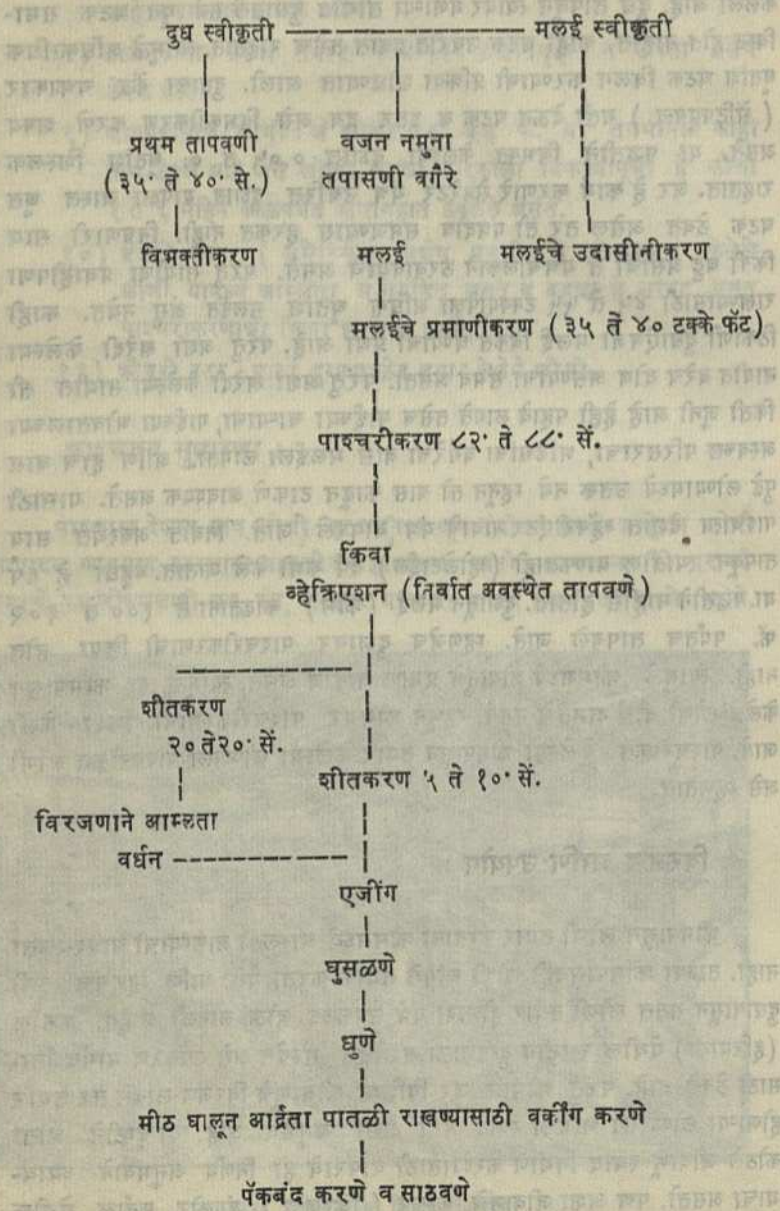 दुध स्वीकृती मलई स्वीकृती
प्रथम तापवणी वजन नमुना
(३५° ते ४०° से.) तपासणी वगैरे
विभक्तीकरण मलई मलईचे उदासीनीकरण
मलईचे प्रमाणीकरण (३५ ते ४० टक्के फॅट)
पाश्चरीकरण ८२° ते ८८° सें.
किंवा
व्हेक्रिएशन (निर्वात अवस्थेत तापवणे)
शीतकरण
२० ते२०° सें.
शीतकरण ५ ते १०° सें.
विरजणाने आम्लता
वर्धन
एजींग
घुसळणे
धुणे
मीठ घालून आर्द्रता पातळी राखण्यासाठी वर्कींग करणे
पॅकबंद करणे व साठवणे